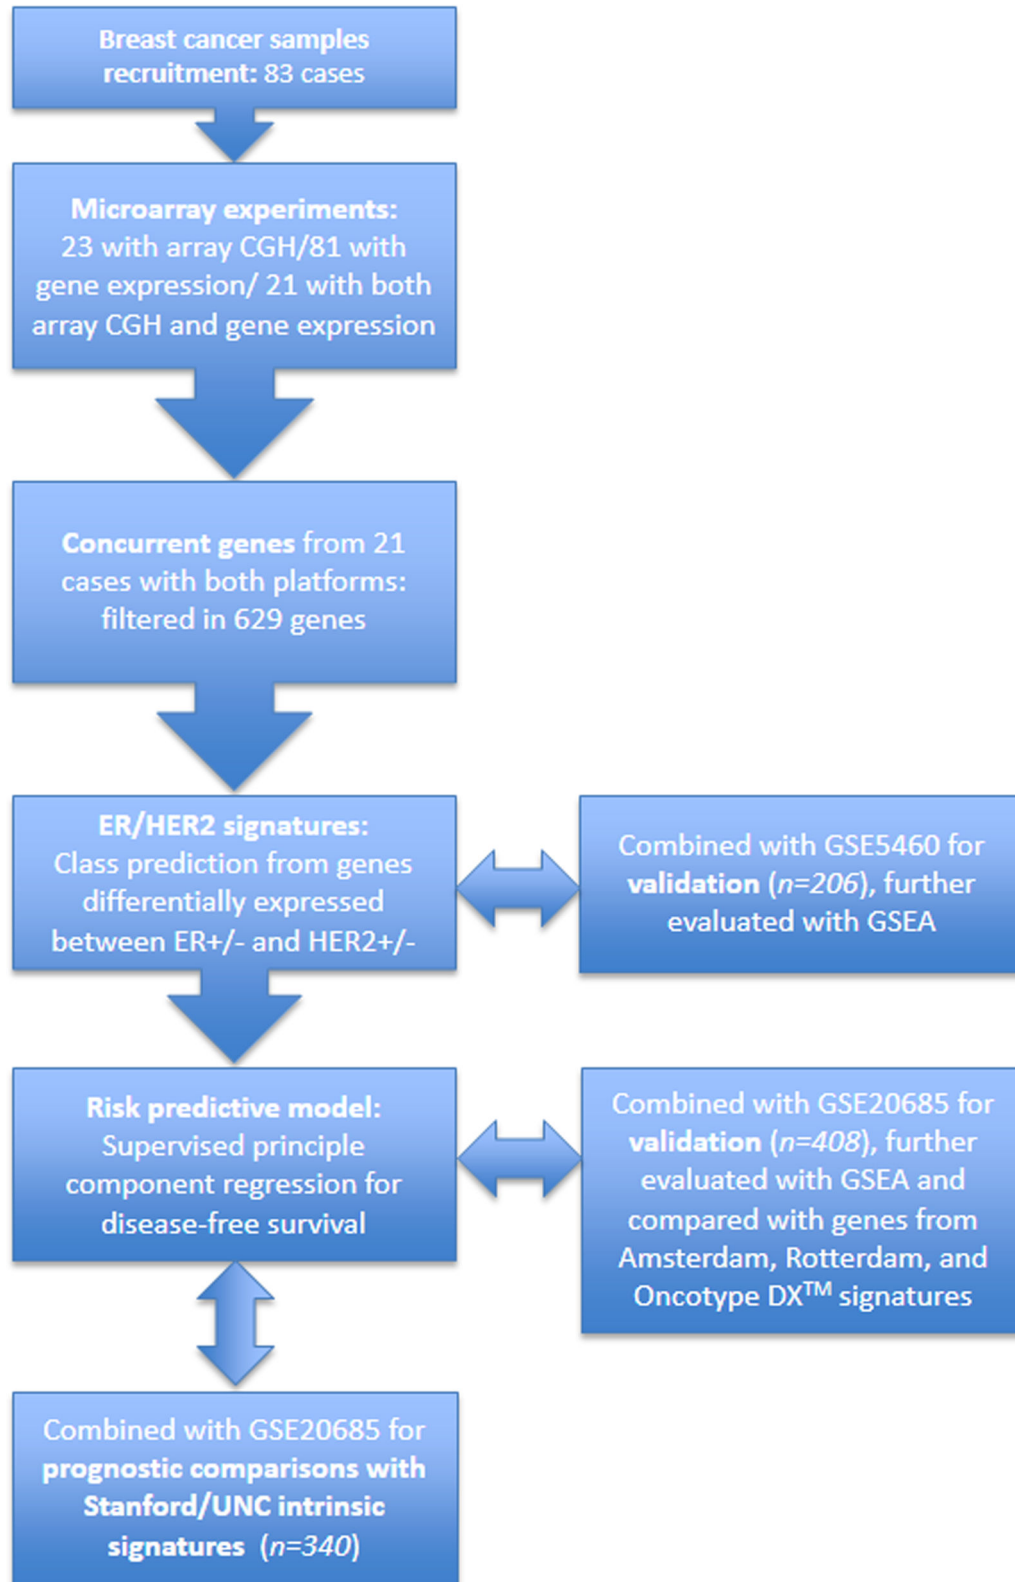 Breast cancer samples
recruitment: 83 cases
Microarray experiments:
23 with array CGH/81 with
gene expression/ 21 with both
array CGH and gene expression
Concurrent genes from 21
cases with both platforms:
filtered in 629 genes
ER/HER2 signatures:
Class prediction from genes
differentially expressed
between ER+/- and HER2+/-
Combined with GSE5460 for
validation (n=206), further
evaluated with GSEA
Risk predictive model:
Supervised principle
component regression for
disease-free survival
Combined with GSE20685 for
validation (n=408), further
evaluated with GSEA and
compared with genes from
Amsterdam, Rotterdam, and
Oncotype DX™ signatures
Combined with GSE20685 for
prognostic comparisons with
Stanford/UNC intrinsic
signatures (n=340)